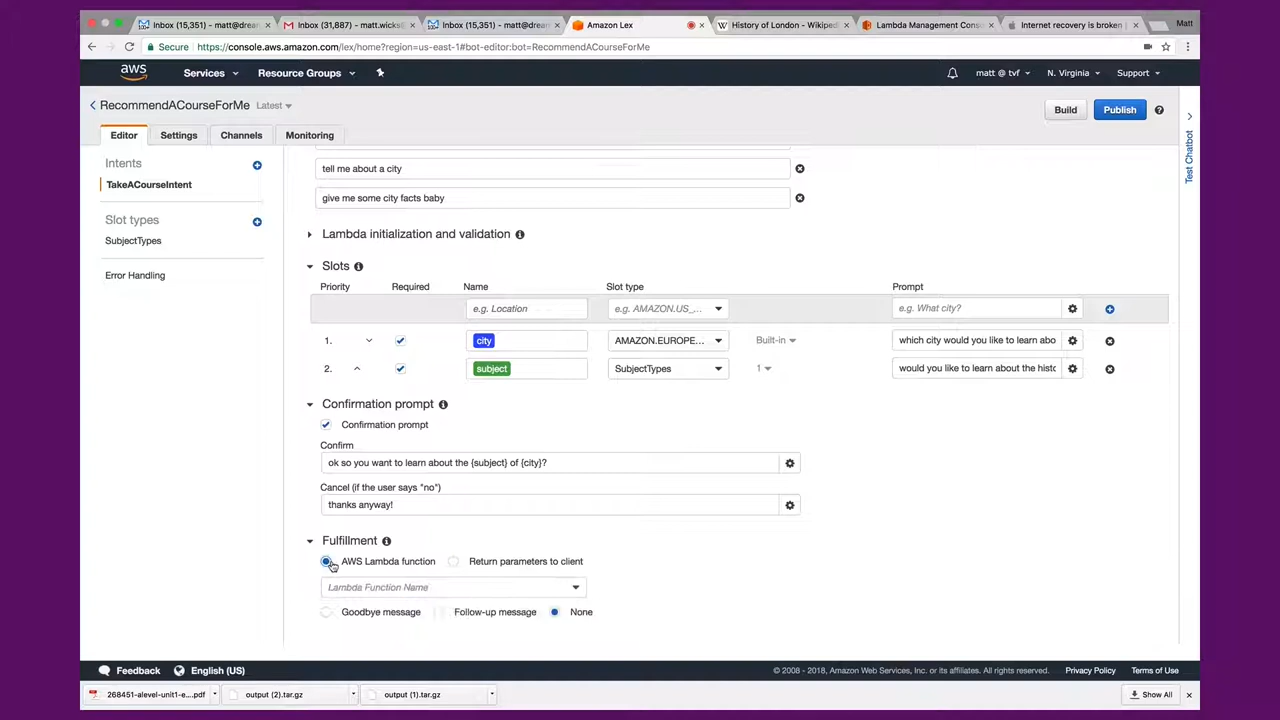 Inbox (15,351) - matt@drean
Inbox (31,887) - matt.wicks@
Inbox (15,351) - matt@drean
Amazon Lex
History of London - Wikiped
Lambda Management Cons
Internet recovery is broken
Matt
Secure https://console.aws.amazon.com/lex/home?region=us-east-1#bot-editor:bot=RecommendACourseForMe
aws Services Resource Groups matt @ tvf N. Virginia Support
RecommendACourseForMe Latest Build Publish
Editor Settings Channels Monitoring
Test Chatbot
Intents
TakeACourseIntent
Slot types
SubjectTypes
Error Handling
tell me about a city
give me some city facts baby
Lambda initialization and validation
Slots
Priority Required Name Slot type Prompt
e.g. Location e.g. AMAZON.US_... e.g. What city?
1. city AMAZON.EUROPE... Built-in which city would you like to learn abo
2. subject SubjectTypes 1 would you like to learn about the histo
Confirmation prompt
Confirmation prompt
Confirm
ok so you want to learn about the {subject} of {city}?
Cancel (if the user says "no")
thanks anyway!
Fulfillment
AWS Lambda function Return parameters to client
Lambda Function Name
Goodbye message Follow-up message None
Feedback English (US) © 2008 - 2018, Amazon Web Services, Inc. or its affiliates. All rights reserved. Privacy Policy Terms of Use
268451-alevel-unit1-e....pdf output (2).tar.gz output (1).tar.gz Show All